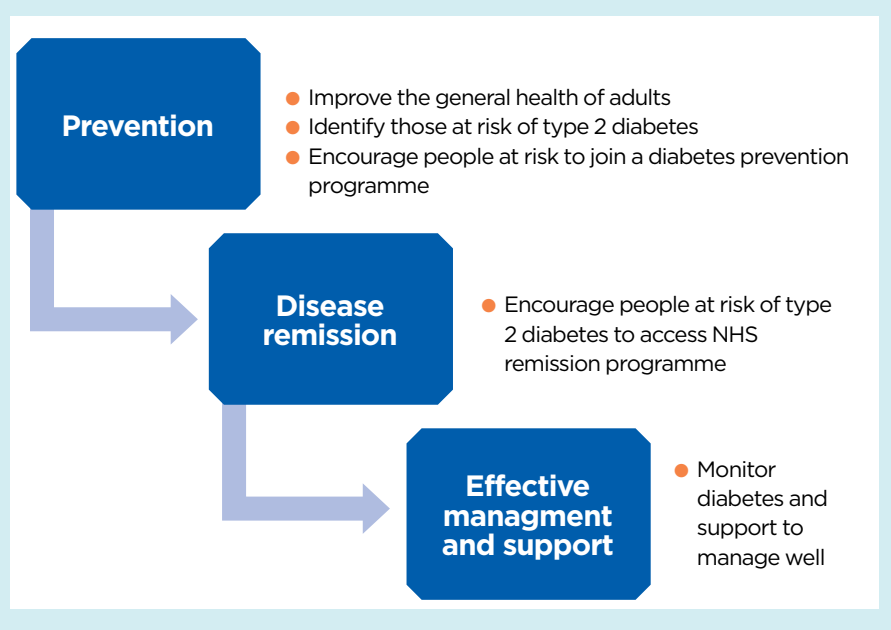 Prevention
● Improve the general health of adults
● Identify those at risk of type 2 diabetes
● Encourage people at risk to join a diabetes prevention
programme
Disease
remission
● Encourage people at risk of type
2 diabetes to access NHS
remission programme
Effective
managment
and support
● Monitor
diabetes and
support to
manage well